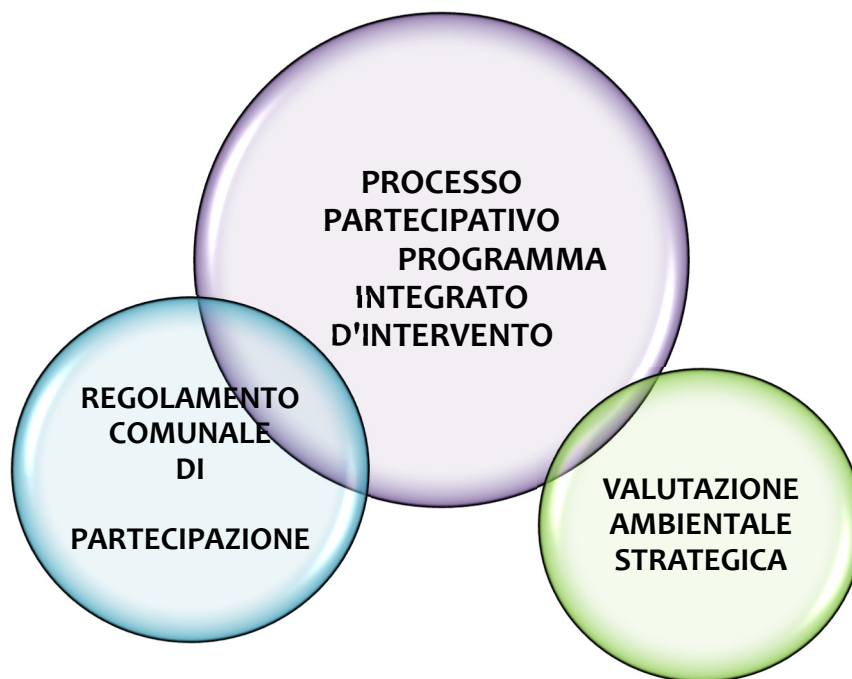 PROCESSO
PARTECIPATIVO
PROGRAMMA
INTEGRATO
D'INTERVENTO
REGOLAMENTO
COMUNALE
DI
PARTECIPAZIONE
VALUTAZIONE
AMBIENTALE
STRATEGICA